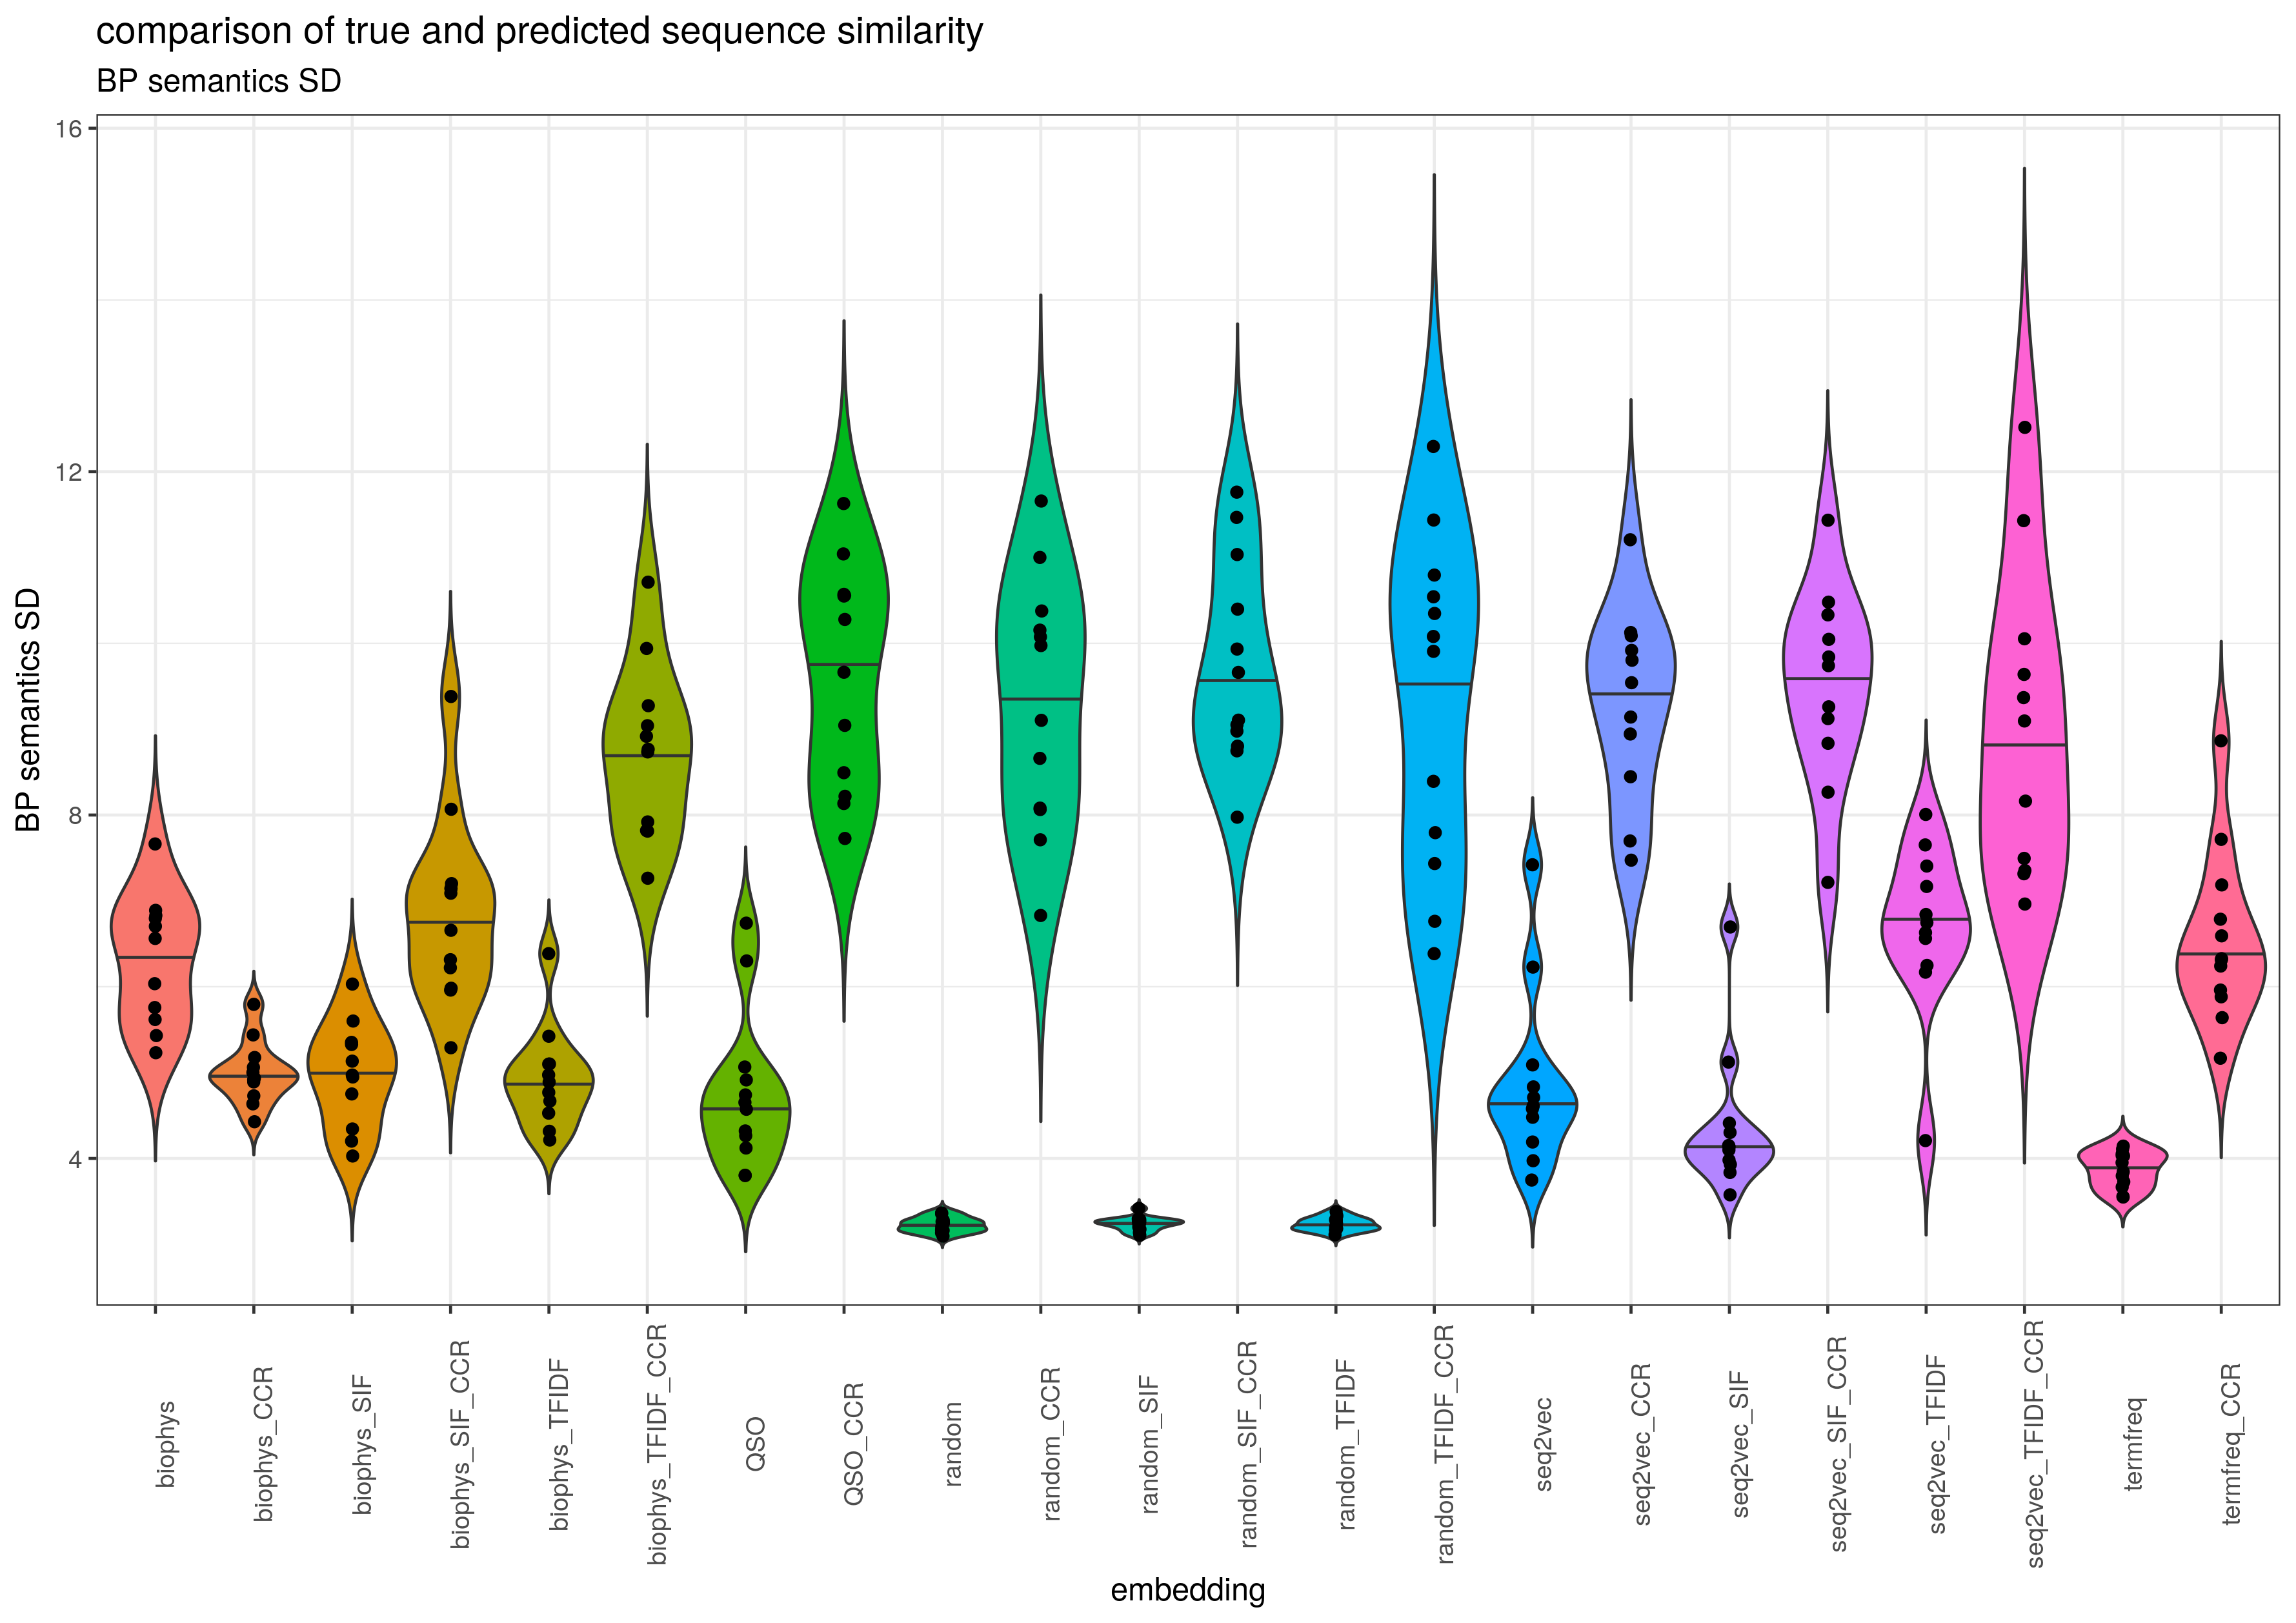 comparison of true and predicted sequence similarity
BP semantics SD
BP semantics SD
16
12
8
4
biophys
biophys_CCR
biophys_SIF
biophys_SIF_CCR
biophys_TFIDF
biophys_TFIDF_CCR
QSO
QSO_CCR
random
random_CCR
random_SIF
random_SIF_CCR
random_TFIDF
random_TFIDF_CCR
seq2vec
seq2vec_CCR
seq2vec_SIF
seq2vec_SIF_CCR
seq2vec_TFIDF
seq2vec_TFIDF_CCR
termfreq
termfreq_CCR
embedding